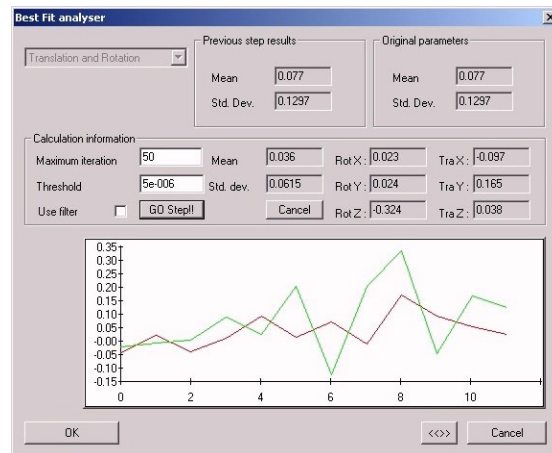 Best Fit analyser
Translation and Rotation
Previous step results
Mean 0.077
Std. Dev. 0.1297
Original parameters
Mean 0.077
Std. Dev. 0.1297
Calculation information
Maximum iteration 50 Mean 0.036 Rot X : 0.023 Tra X : -0.097
Threshold 5e-006 Std. dev. 0.0615 Rot Y : 0.024 Tra Y : 0.165
Use filter GO Step!! Cancel Rot Z : -0.324 Tra Z : 0.038
0.35
0.30
0.25
0.20
0.15
0.10
0.05
0.00
-0.05
-0.10
-0.15
0 2 4 6 8 10
OK <<>> Cancel